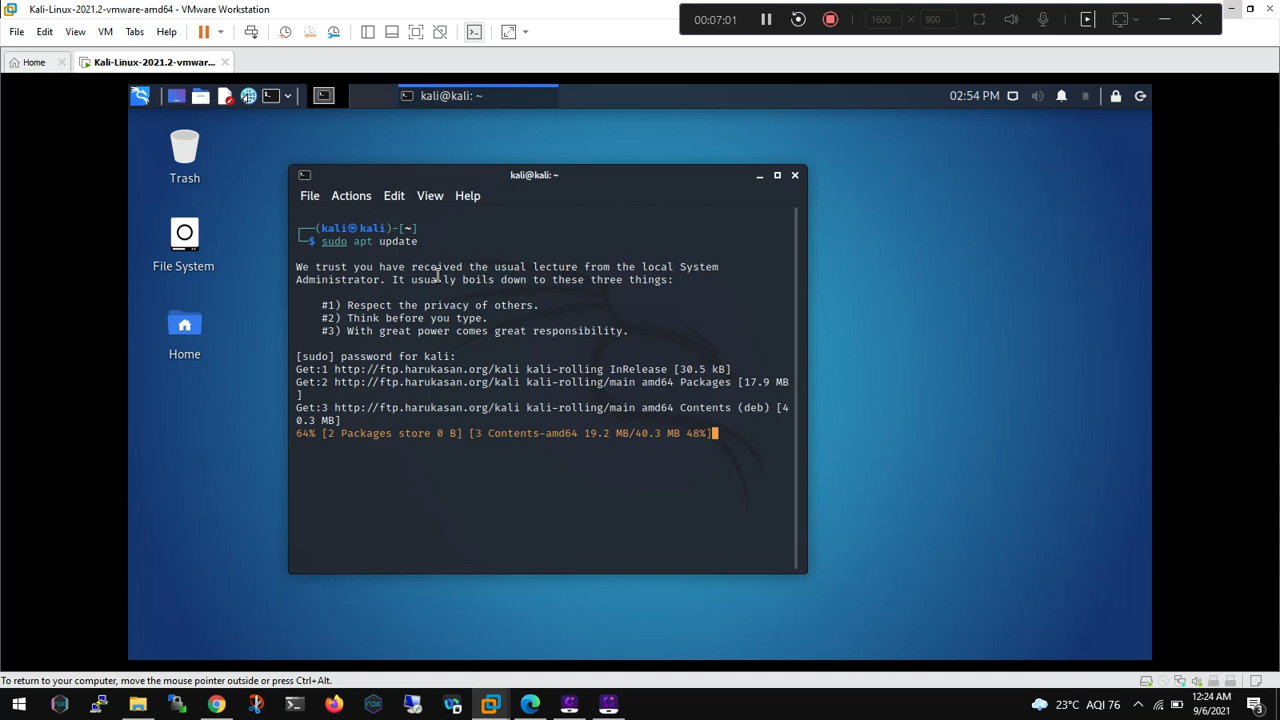 Kali-Linux-2021.2-vmware-amd64 - VMware Workstation
00:07:01
1600 × 900
File Edit View VM Tabs Help
Home
Kali-Linux-2021.2-vmwar...
kali@kali: ~
02:54 PM
Trash
File System
Home
kali@kali: ~
File Actions Edit View Help
┌──(kali㉿kali)-[~]
└─$ sudo apt update
We trust you have received the usual lecture from the local System
Administrator. It usually boils down to these three things:
#1) Respect the privacy of others.
#2) Think before you type.
#3) With great power comes great responsibility.
[sudo] password for kali:
Get:1 http://ftp.harukasan.org/kali kali-rolling InRelease [30.5 kB]
Get:2 http://ftp.harukasan.org/kali kali-rolling/main amd64 Packages [17.9 MB
]
Get:3 http://ftp.harukasan.org/kali kali-rolling/main amd64 Contents (deb) [4
0.3 MB]
64% [2 Packages store 0 B] [3 Contents-amd64 19.2 MB/40.3 MB 48%]
To return to your computer, move the mouse pointer outside or press Ctrl+Alt.
23°C AQI 76
12:24 AM
9/6/2021
3